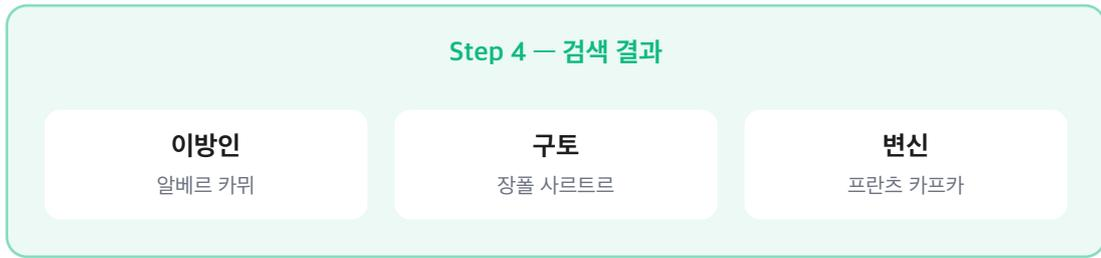 Step 4 — 검색 결과
이방인
알베르 카뮈
구토
장폴 사르트르
변신
프란츠 카프카